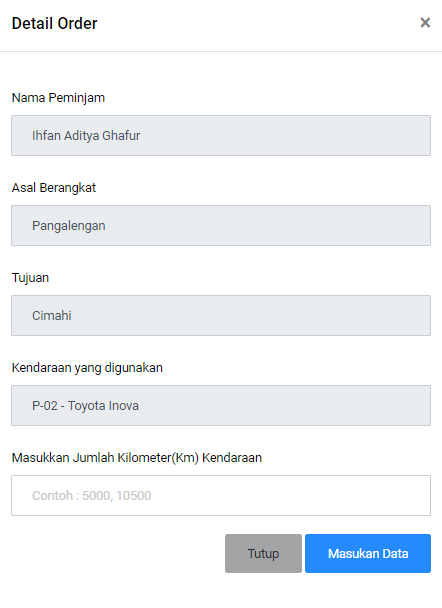 Detail Order
×
Nama Peminjam
Ihfan Aditya Ghafur
Asal Berangkat
Pangalengan
Tujuan
Cimahi
Kendaraan yang digunakan
P-02 - Toyota Inova
Masukkan Jumlah Kilometer(Km) Kendaraan
Contoh : 5000, 10500
Tutup Masukan Data